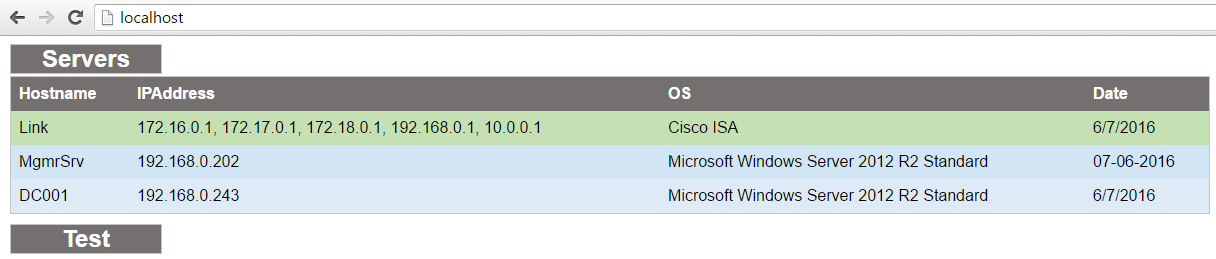 localhost
Servers
Hostname IPAddress OS Date
Link 172.16.0.1, 172.17.0.1, 172.18.0.1, 192.168.0.1, 10.0.0.1 Cisco ISA 6/7/2016
MgmrSrv 192.168.0.202 Microsoft Windows Server 2012 R2 Standard 07-06-2016
DC001 192.168.0.243 Microsoft Windows Server 2012 R2 Standard 6/7/2016
Test